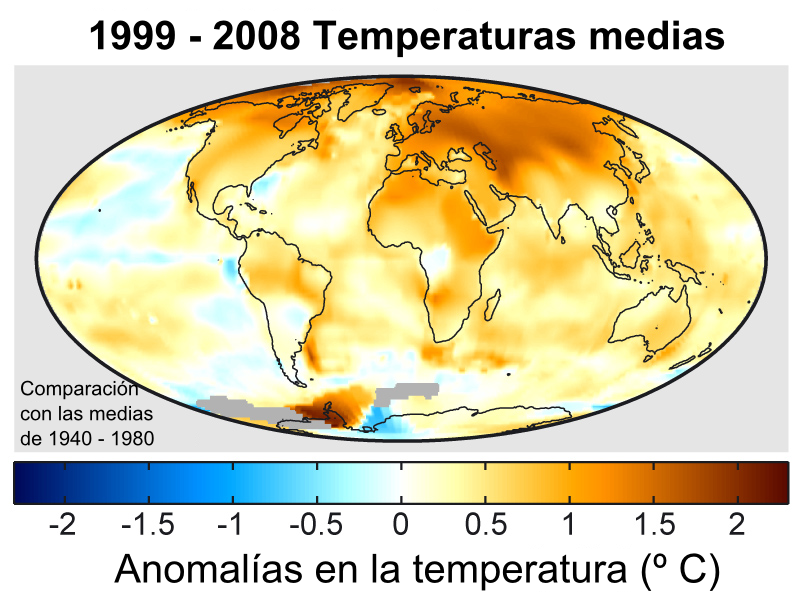 1999 - 2008 Temperaturas medias
Comparación
con las medias
de 1940 - 1980
-2 -1.5 -1 -0.5 0 0.5 1 1.5 2
Anomalías en la temperatura (º C)